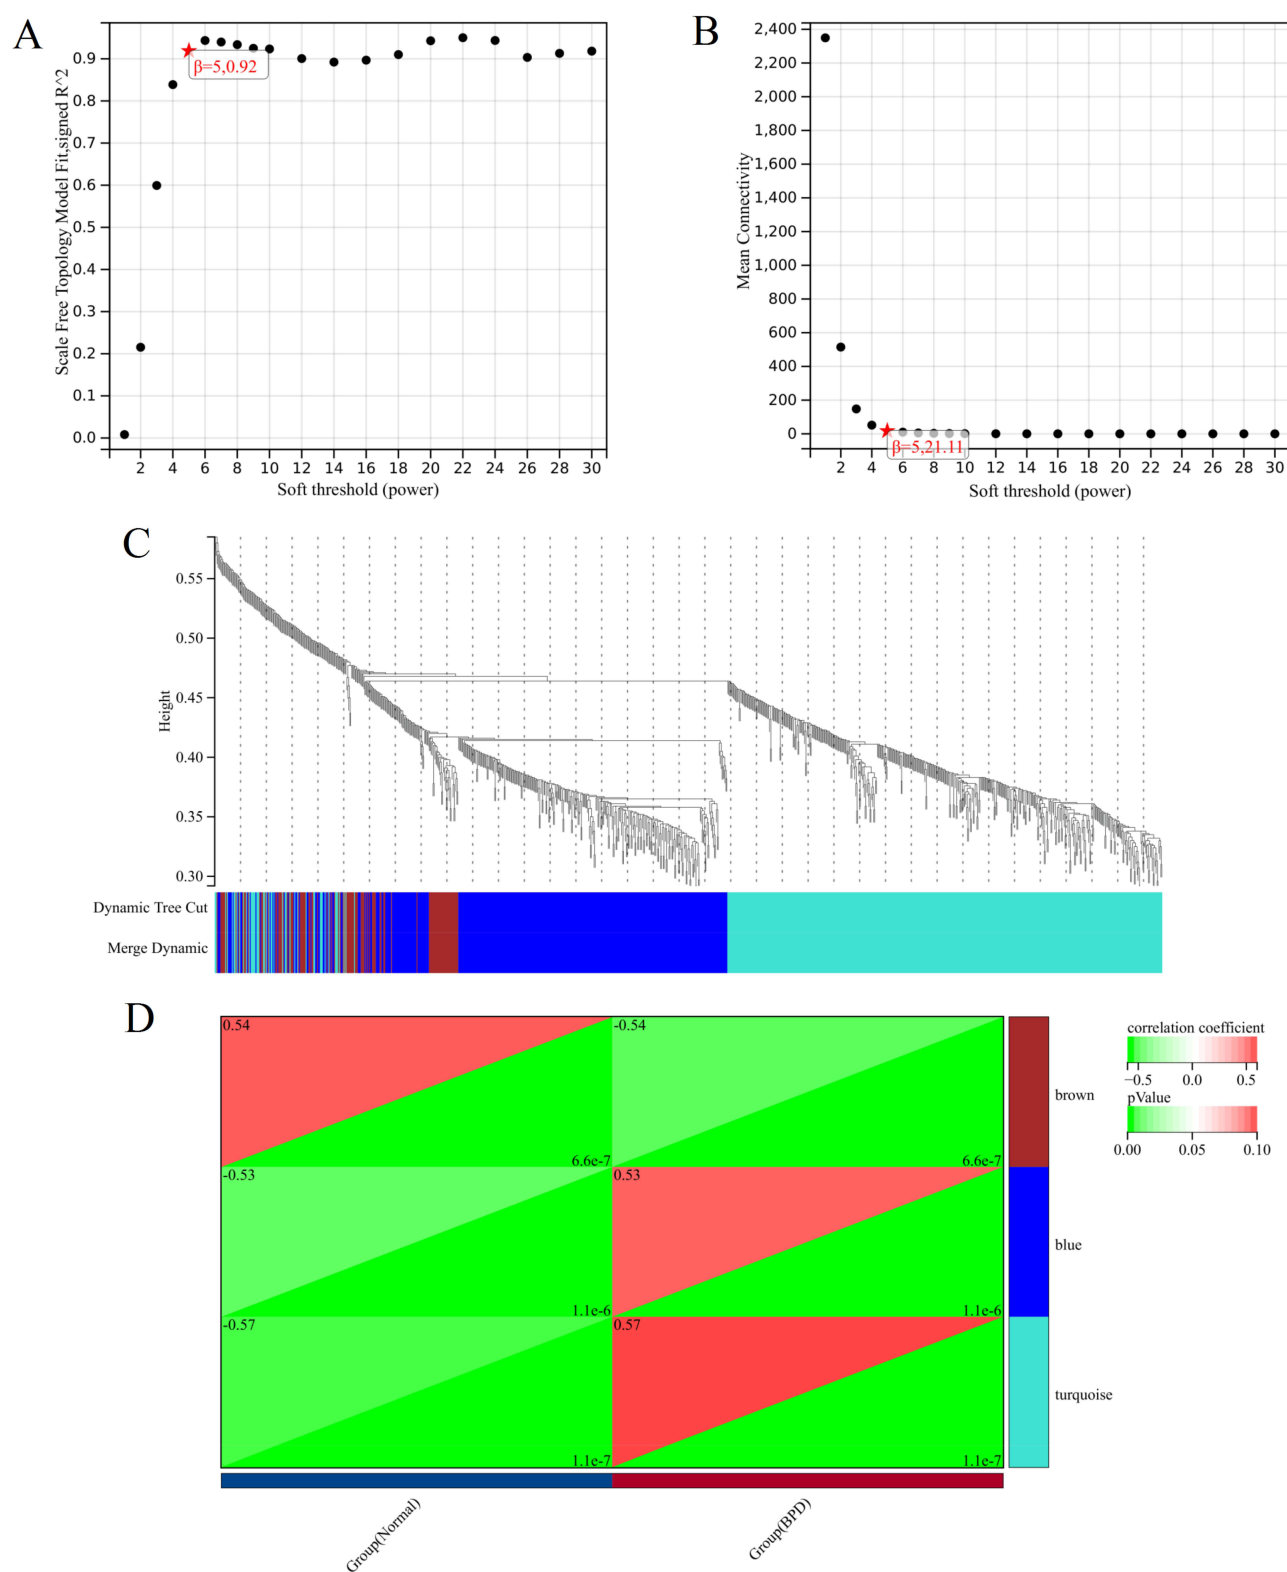 A
Scale Free Topology Model Fit,signed R^2
0.9
0.8
0.7
0.6
0.5
0.4
0.3
0.2
0.1
0.0
β=5,0.92
2 4 6 8 10 12 14 16 18 20 22 24 26 28 30
Soft threshold (power)
B
Mean Connectivity
2,400
2,200
2,000
1,800
1,600
1,400
1,200
1,000
800
600
400
200
0
β=5,21.11
2 4 6 8 10 12 14 16 18 20 22 24 26 28 30
Soft threshold (power)
C
Height
0.55
0.50
0.45
0.40
0.35
0.30
Dynamic Tree Cut
Merge Dynamic
D
0.54 -0.54
6.6e-7 6.6e-7
-0.53 0.53
1.1e-6 1.1e-6
-0.57 0.57
1.1e-7 1.1e-7
brown
blue
turquoise
Group(Normal)
Group(BPD)
correlation coefficient
−0.5 0.0 0.5
pValue
0.00 0.05 0.10